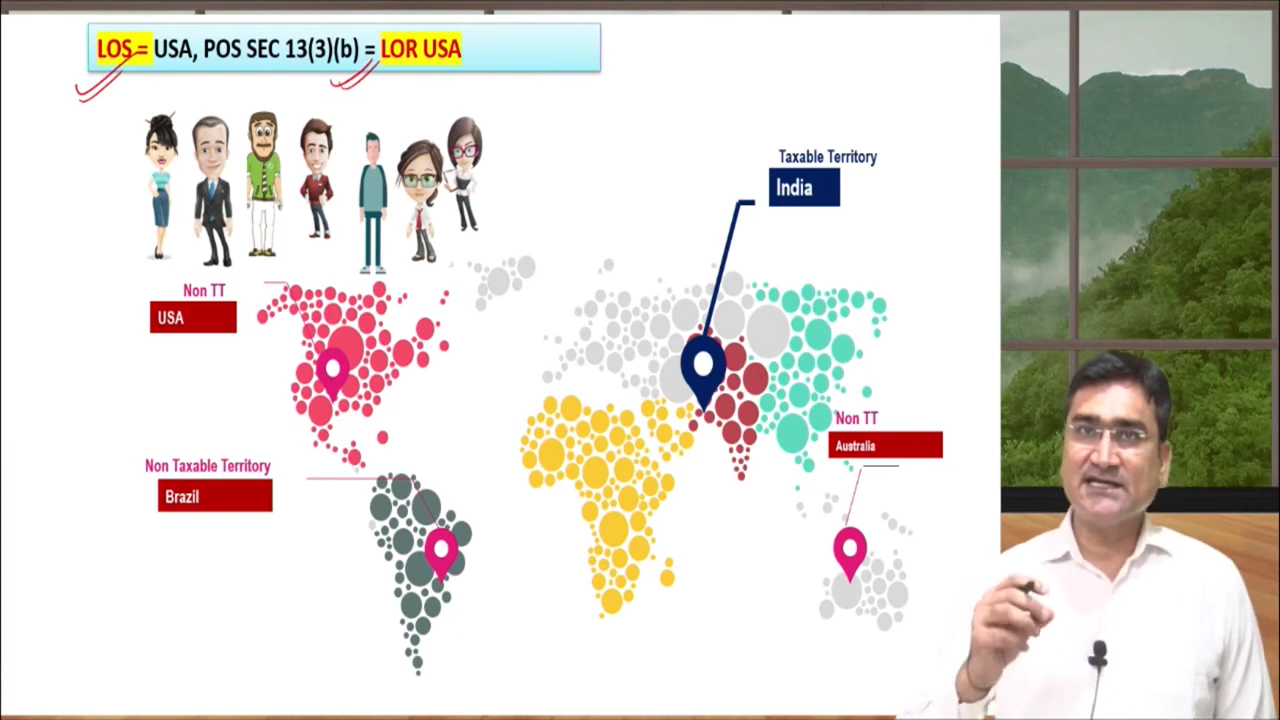 LOS = USA, POS SEC 13(3)(b) = LOR USA
Taxable Territory
India
Non TT
USA
Non TT
Australia
Non Taxable Territory
Brazil